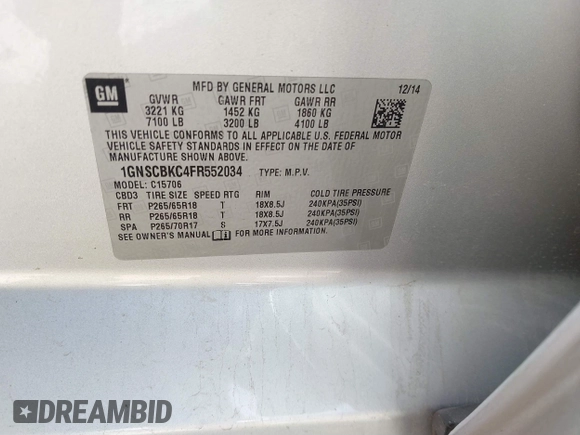 GM
MFD BY GENERAL MOTORS LLC 12/14
GVWR GAWR FRT GAWR RR
3221 KG 1452 KG 1860 KG
7100 LB 3200 LB 4100 LB
THIS VEHICLE CONFORMS TO ALL APPLICABLE U.S. FEDERAL MOTOR
VEHICLE SAFETY STANDARDS IN EFFECT ON THE DATE OF
MANUFACTURE SHOWN ABOVE.
1GNSCBKC4FR552034 TYPE: M.P.V.
MODEL: C15706
CBD3 TIRE SIZE SPEED RTG RIM COLD TIRE PRESSURE
FRT P265/65R18 T 18X8.5J 240KPA(35PSI)
RR P265/65R18 T 18X8.5J 240KPA(35PSI)
SPA P265/70R17 S 17X7.5J 240KPA(35PSI)
SEE OWNER'S MANUAL FOR MORE INFORMATION.
DREAMBID